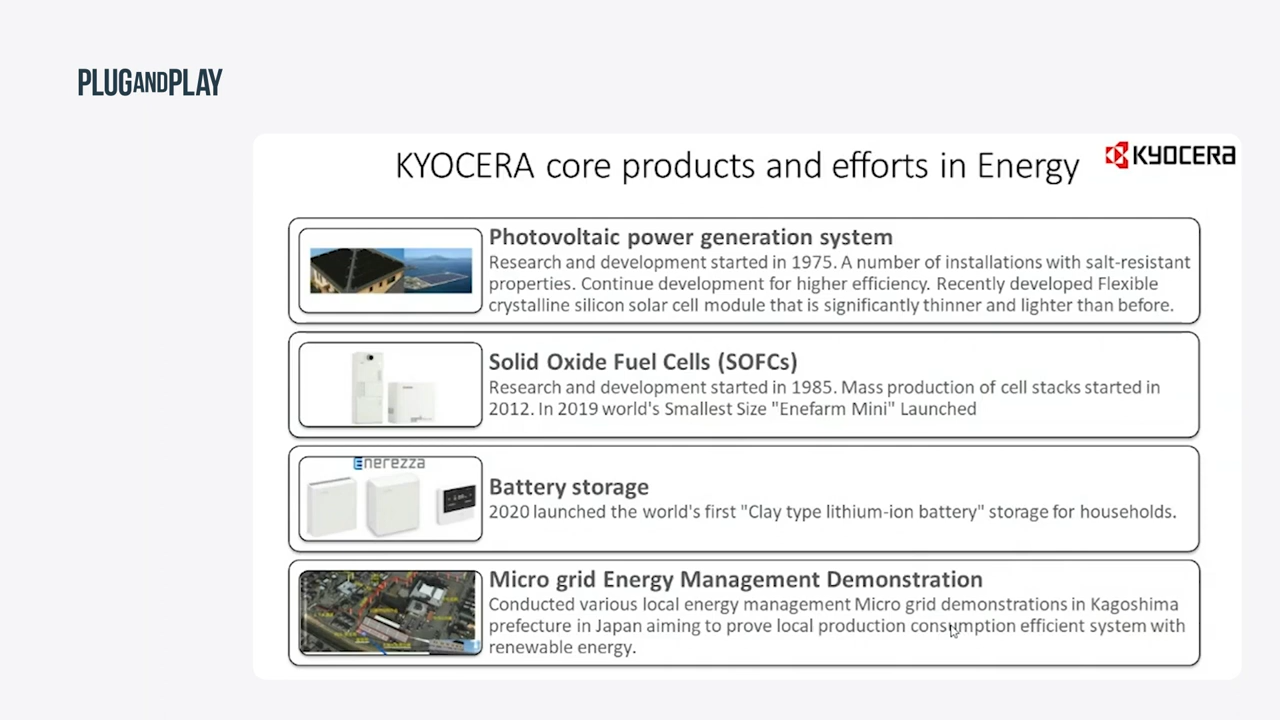 PLUGANDPLAY
KYOCERA core products and efforts in Energy
KYOCERA
Photovoltaic power generation system
Research and development started in 1975. A number of installations with salt-resistant
properties. Continue development for higher efficiency. Recently developed Flexible
crystalline silicon solar cell module that is significantly thinner and lighter than before.
Solid Oxide Fuel Cells (SOFCs)
Research and development started in 1985. Mass production of cell stacks started in
2012. In 2019 world's Smallest Size "Enefarm Mini" Launched
Enerezza
Battery storage
2020 launched the world's first "Clay type lithium-ion battery" storage for households.
Micro grid Energy Management Demonstration
Conducted various local energy management Micro grid demonstrations in Kagoshima
prefecture in Japan aiming to prove local production consumption efficient system with
renewable energy.